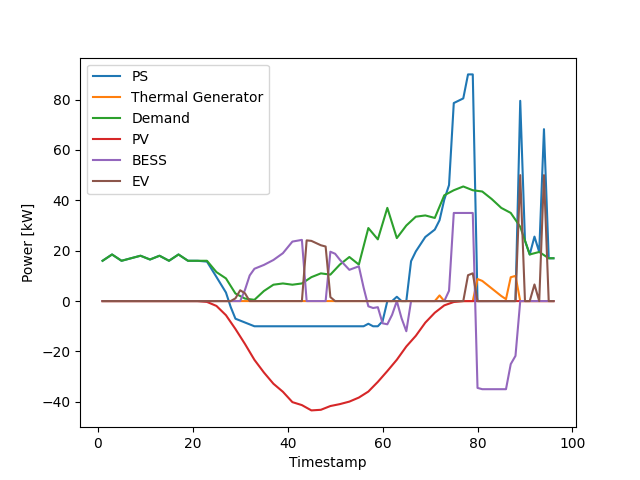 PS
Thermal Generator
Demand
PV
BESS
EV
Power [kW]
80
60
40
20
0
−20
−40
0 20 40 60 80 100
Timestamp